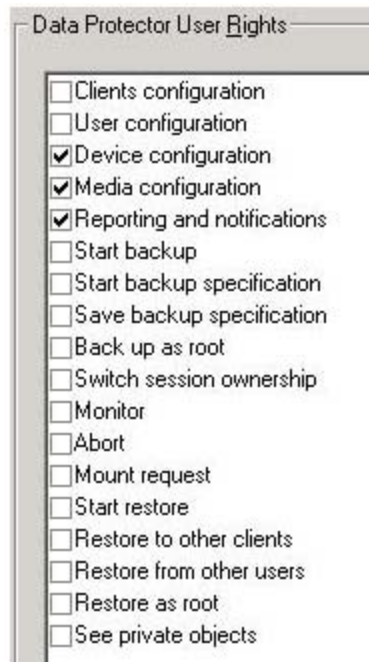 Data Protector User Rights
Clients configuration
User configuration
Device configuration
Media configuration
Reporting and notifications
Start backup
Start backup specification
Save backup specification
Back up as root
Switch session ownership
Monitor
Abort
Mount request
Start restore
Restore to other clients
Restore from other users
Restore as root
See private objects